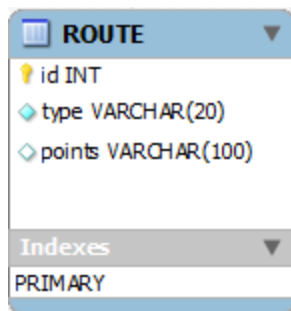 ROUTE
id INT
type VARCHAR(20)
points VARCHAR(100)
Indexes
PRIMARY